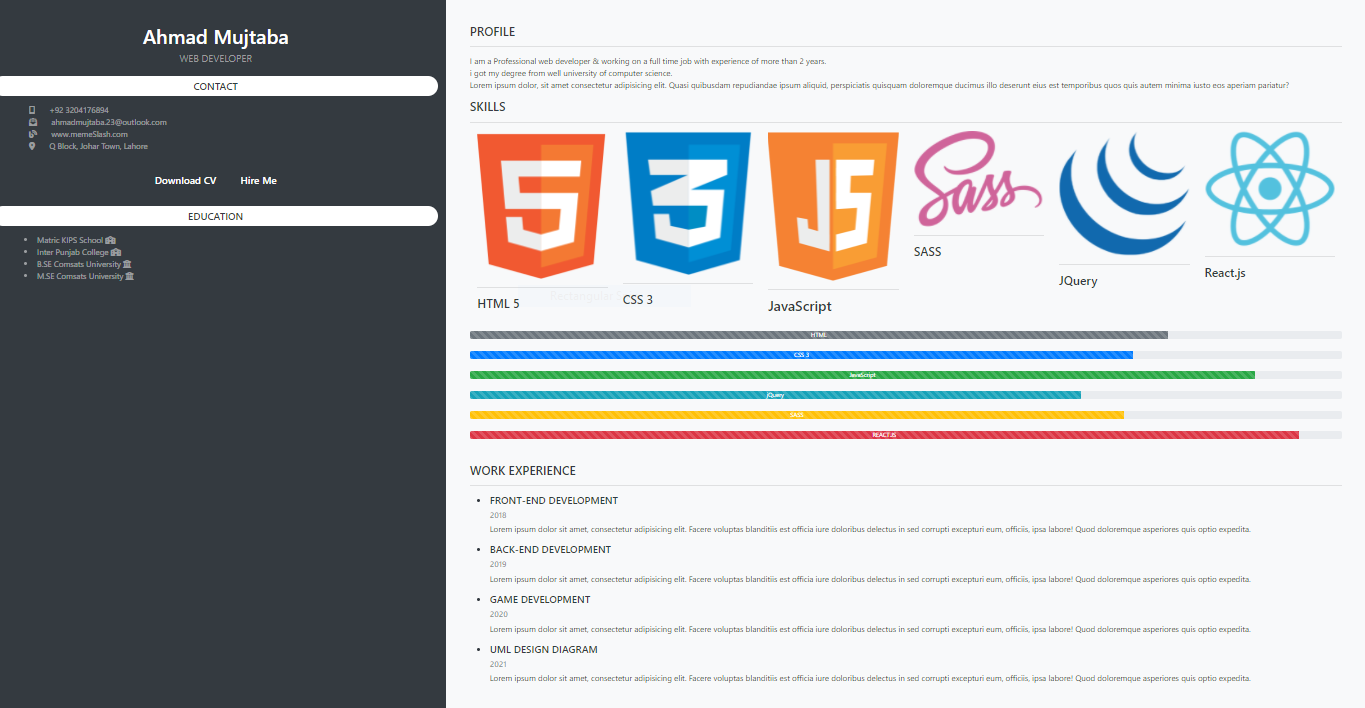 Ahmad Mujtaba
WEB DEVELOPER
CONTACT
+92 3204176894
ahmadmujtaba.23@outlook.com
www.memeSlash.com
Q Block, Johar Town, Lahore
Download CV Hire Me
EDUCATION
Matric KIPS School
Inter Punjab College
B.SE Comsats University
M.SE Comsats University
PROFILE
I am a Professional web developer & working on a full time job with experience of more than 2 years.
i got my degree from well university of computer science.
Lorem ipsum dolor, sit amet consectetur adipisicing elit. Quasi quibusdam repudiandae ipsum aliquid, perspiciatis quisquam doloremque ducimus illo deserunt eius est temporibus quos quis autem minima iusto eos aperiam pariatur?
SKILLS
Sass
HTML 5
CSS 3
JavaScript
SASS
JQuery
React.js
HTML
CSS 3
JavaScript
jQuery
SASS
REACT.JS
WORK EXPERIENCE
FRONT-END DEVELOPMENT
2018
Lorem ipsum dolor sit amet, consectetur adipisicing elit. Facere voluptas blanditiis est officia iure doloribus delectus in sed corrupti excepturi eum, officiis, ipsa labore! Quod doloremque asperiores quis optio expedita.
BACK-END DEVELOPMENT
2019
Lorem ipsum dolor sit amet, consectetur adipisicing elit. Facere voluptas blanditiis est officia iure doloribus delectus in sed corrupti excepturi eum, officiis, ipsa labore! Quod doloremque asperiores quis optio expedita.
GAME DEVELOPMENT
2020
Lorem ipsum dolor sit amet, consectetur adipisicing elit. Facere voluptas blanditiis est officia iure doloribus delectus in sed corrupti excepturi eum, officiis, ipsa labore! Quod doloremque asperiores quis optio expedita.
UML DESIGN DIAGRAM
2021
Lorem ipsum dolor sit amet, consectetur adipisicing elit. Facere voluptas blanditiis est officia iure doloribus delectus in sed corrupti excepturi eum, officiis, ipsa labore! Quod doloremque asperiores quis optio expedita.